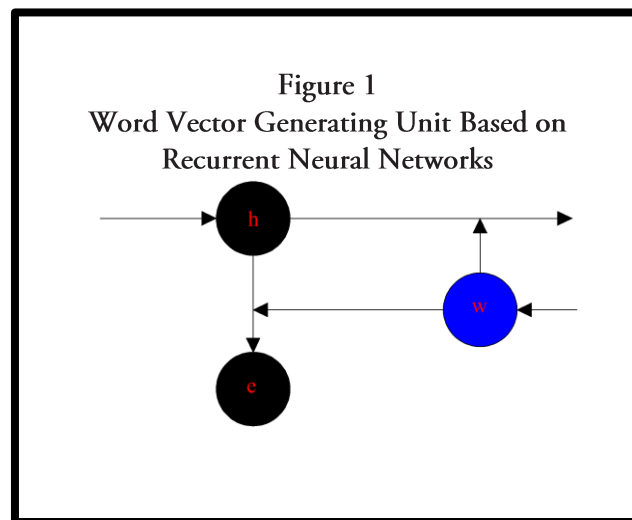 Figure 1
Word Vector Generating Unit Based on
Recurrent Neural Networks
h
w
e